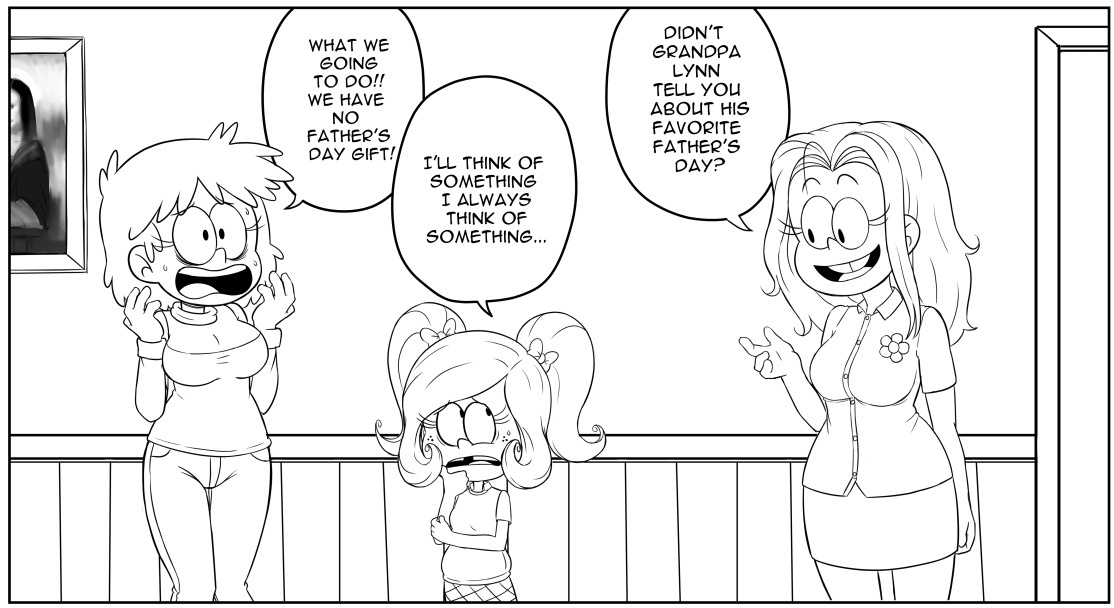 WHAT WE
GOING
TO DO!!
WE HAVE
NO
FATHER'S
DAY GIFT!
I'LL THINK OF
SOMETHING
I ALWAYS
THINK OF
SOMETHING...
DIDN'T
GRANDPA
LYNN
TELL YOU
ABOUT HIS
FAVORITE
FATHER'S
DAY?